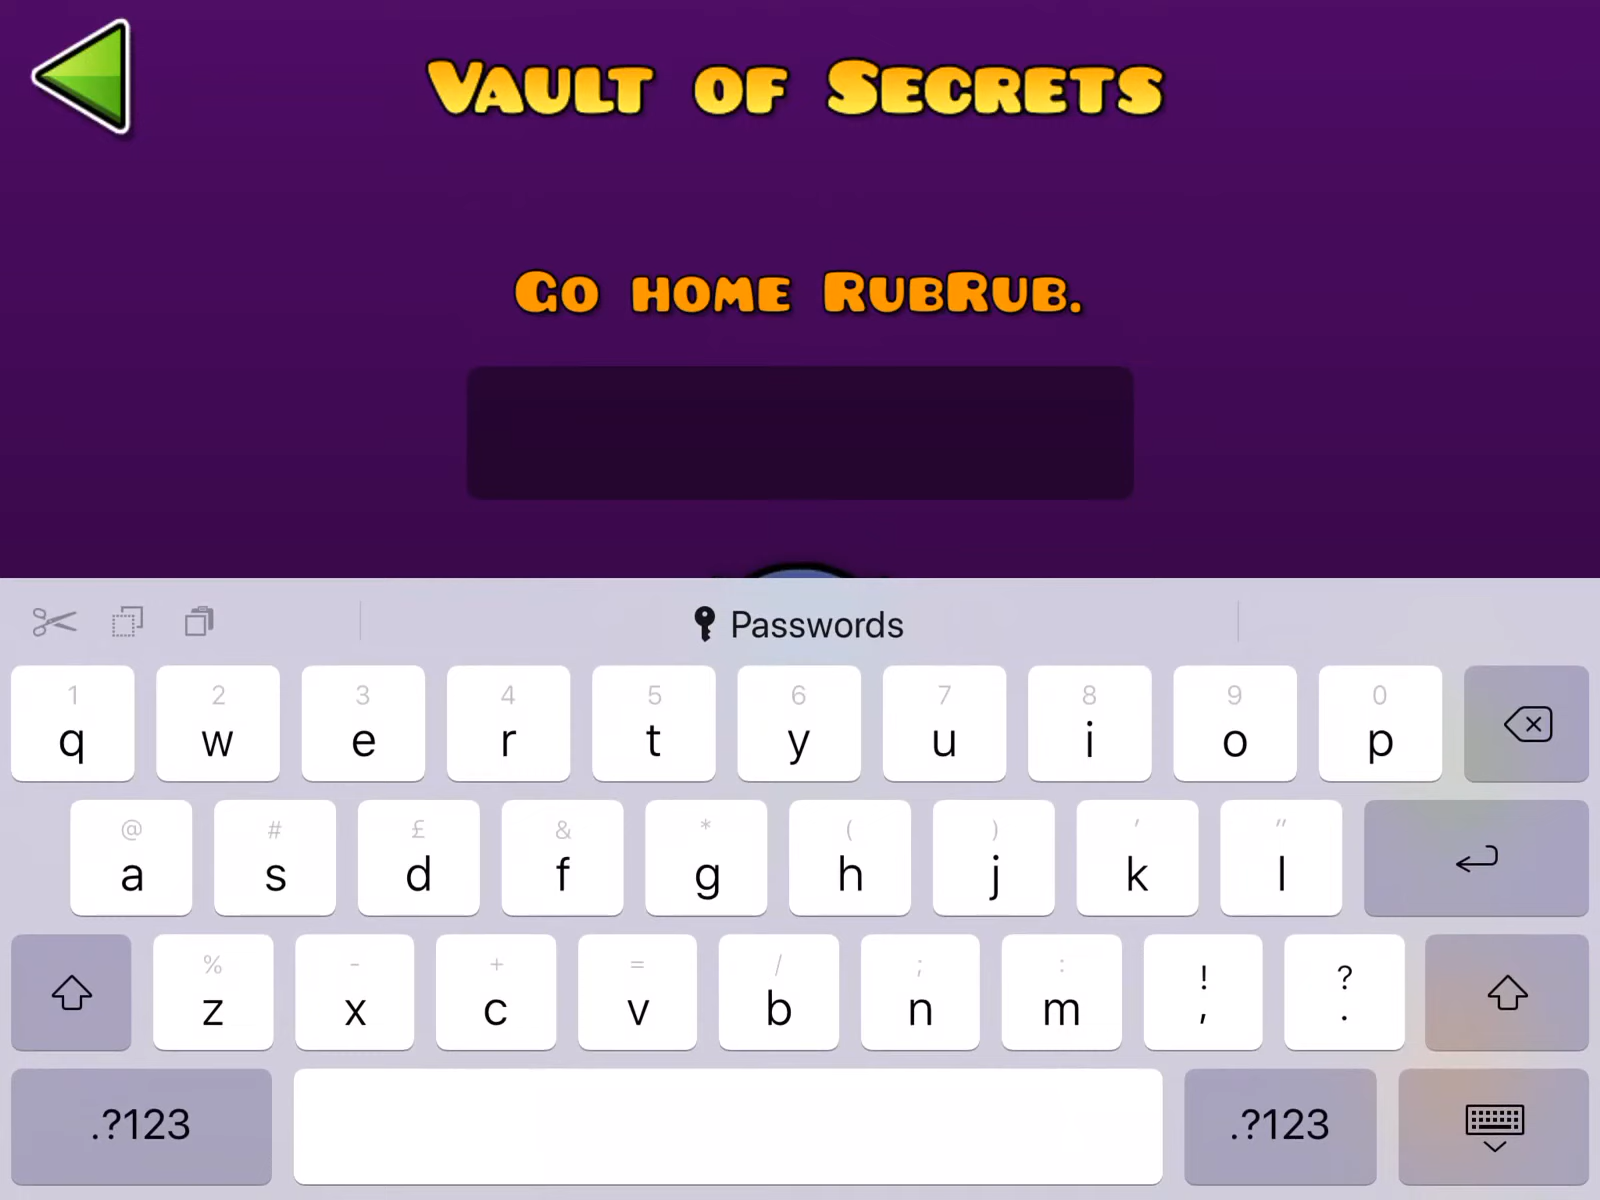 Vault of Secrets
Go home RubRub.
Passwords
1 2 3 4 5 6 7 8 9 0
q w e r t y u i o p
@ # £ & * ( ) ' "
a s d f g h j k l
% - + = / ; : ! ?
z x c v b n m , .
.?123 .?123